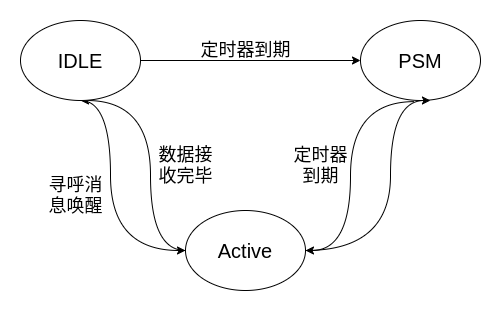 定时器到期
IDLE
PSM
数据接
收完毕
定时器
到期
寻呼消
息唤醒
Active